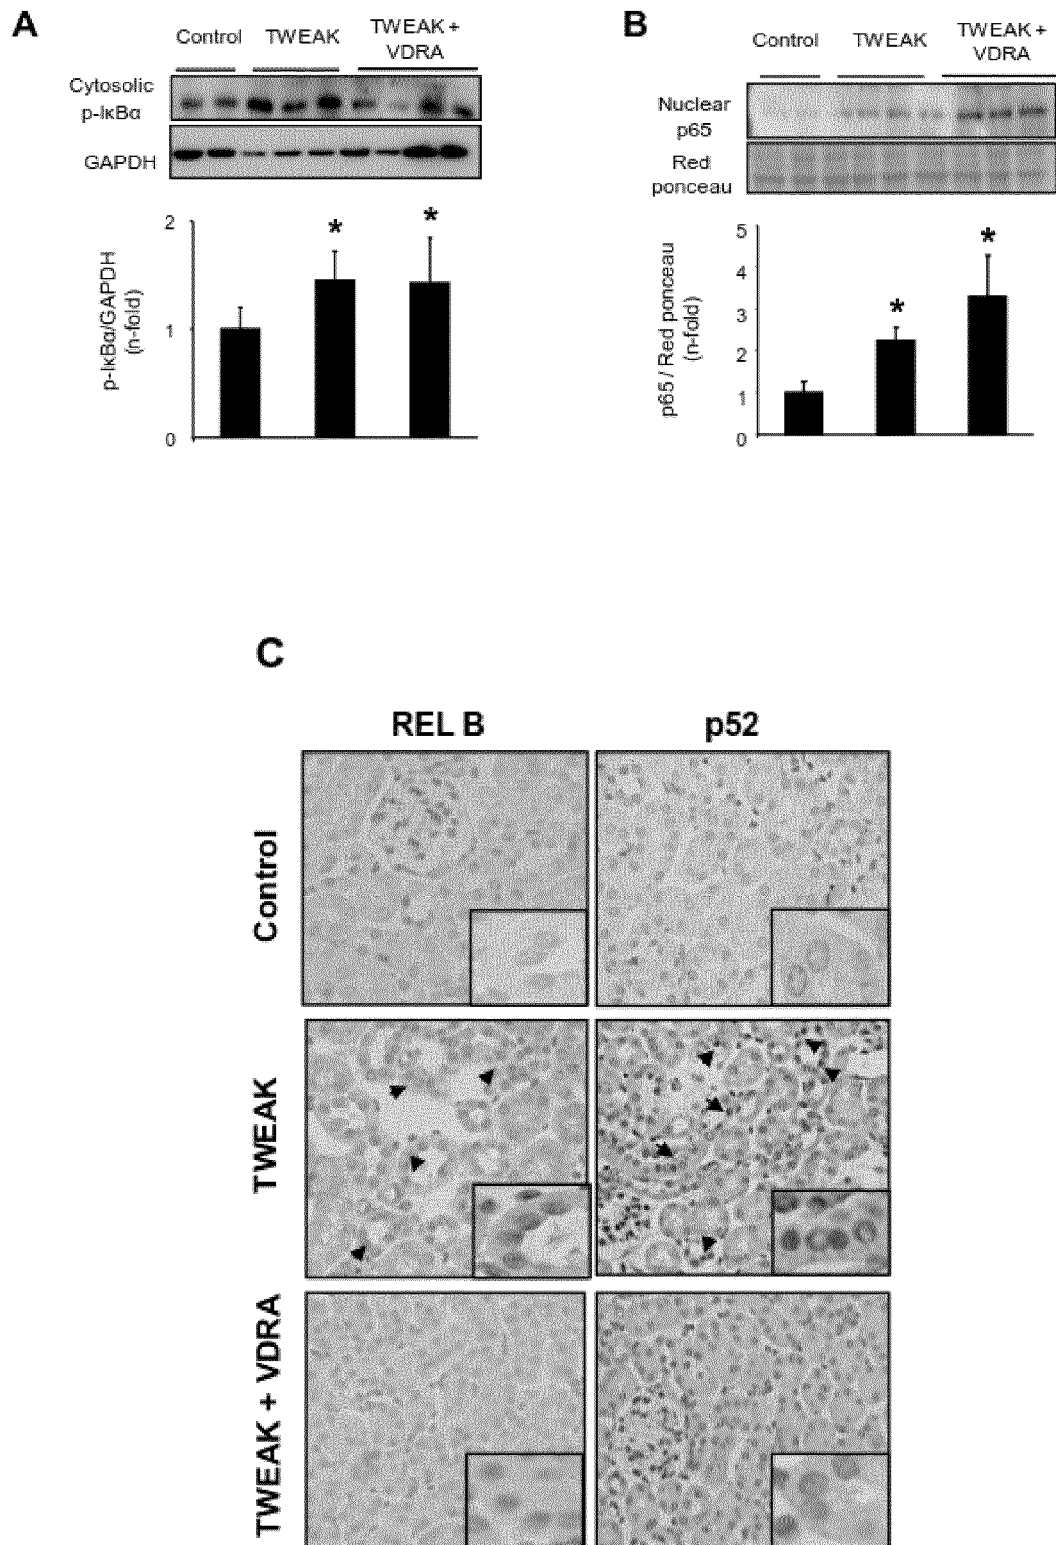 A
Control TWEAK TWEAK +
VDRA
Cytosolic
p-IκBα
GAPDH
2
1
0
p-IκBα/GAPDH
(n-fold)
*
*
B
Control TWEAK TWEAK +
VDRA
Nuclear
p65
Red
ponceau
5
4
3
2
1
0
p65 / Red ponceau
(n-fold)
*
*
C
REL B p52
Control
TWEAK
TWEAK + VDRA